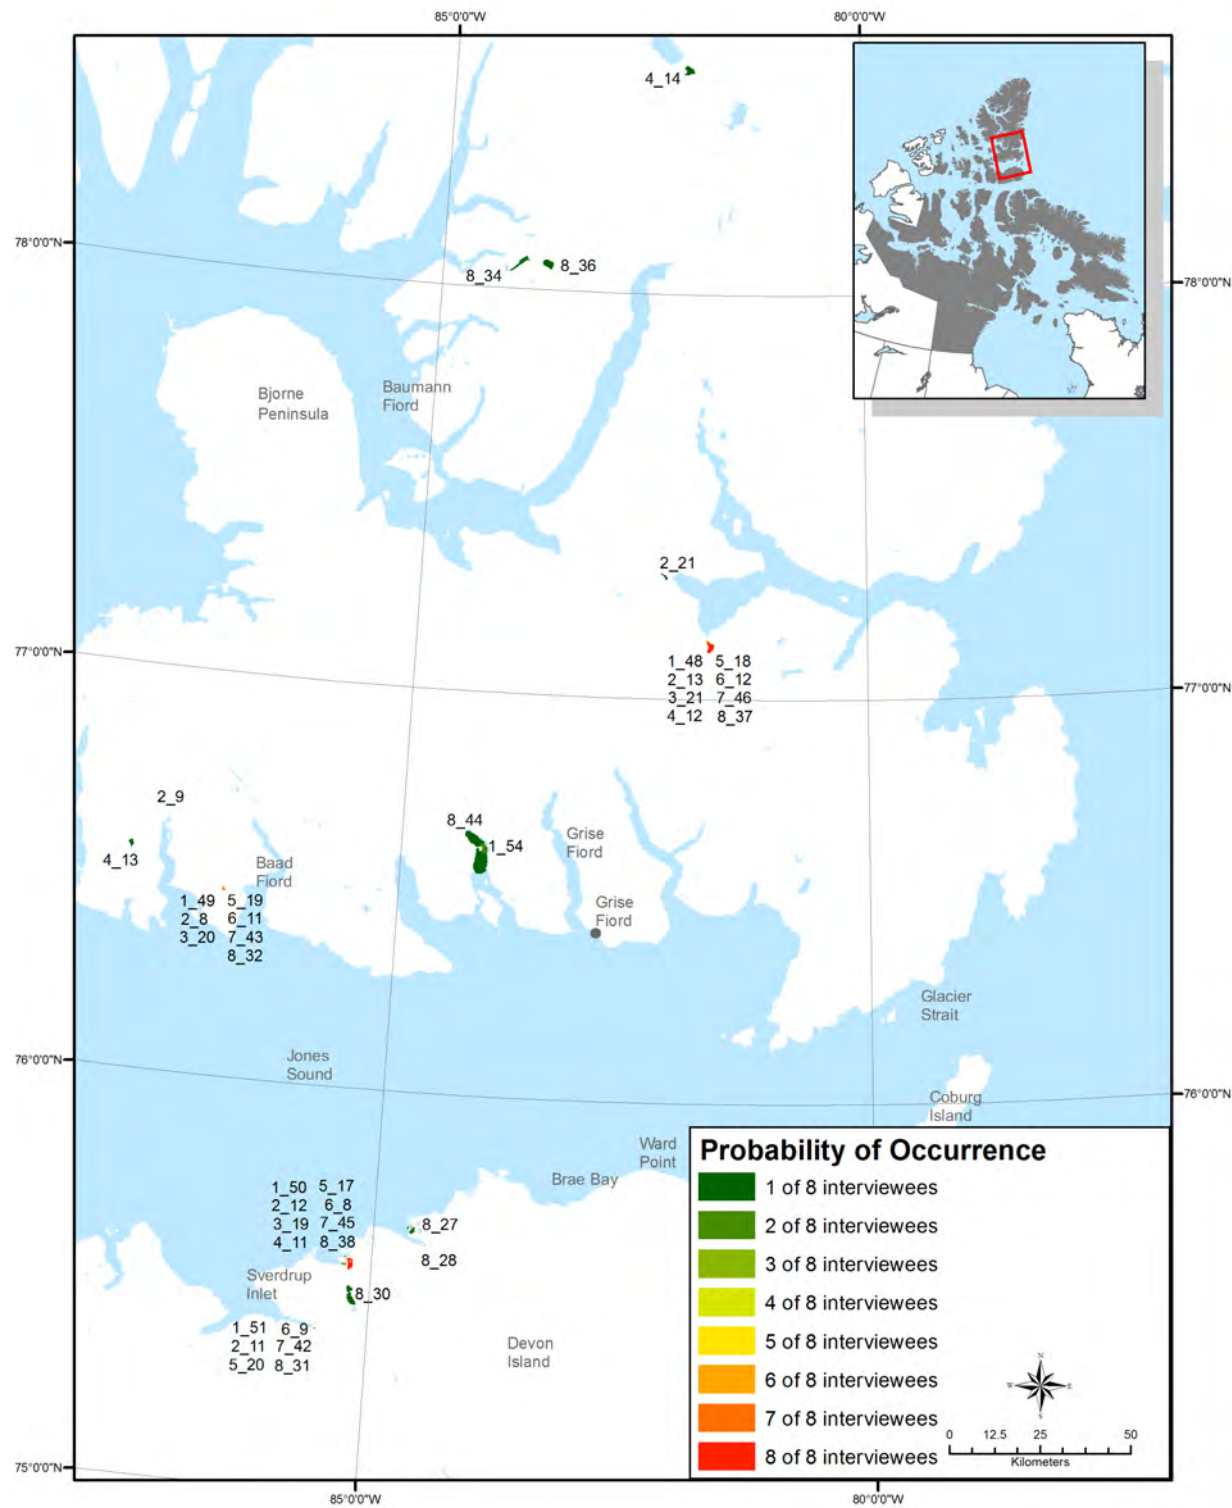 85°0'0"W
80°0'0"W
4_14
78°0'0"N
8_34
8_36
78°0'0"N
Bjorne
Peninsula
Baumann
Fiord
2_21
77°0'0"N
1_48 5_18
2_13 6_12
3_21 7_46
4_12 8_37
77°0'0"N
2_9
4_13
8_44
1_54
Grise
Fiord
Baad
Fiord
1_49 5_19
2_8 6_11
3_20 7_43
8_32
Grise
Fiord
Glacier
Strait
76°0'0"N
Jones
Sound
76°0'0"N
Coburg
Island
Ward
Point
Brae Bay
1_50 5_17
2_12 6_8
3_19 7_45
4_11 8_38
8_27
8_28
Sverdrup
Inlet
8_30
1_51 6_9
2_11 7_42
5_20 8_31
Devon
Island
75°0'0"N
Probability of Occurrence
1 of 8 interviewees
2 of 8 interviewees
3 of 8 interviewees
4 of 8 interviewees
5 of 8 interviewees
6 of 8 interviewees
7 of 8 interviewees
8 of 8 interviewees
N
W E
S
0 12.5 25 50
Kilometers
85°0'0"W
80°0'0"W